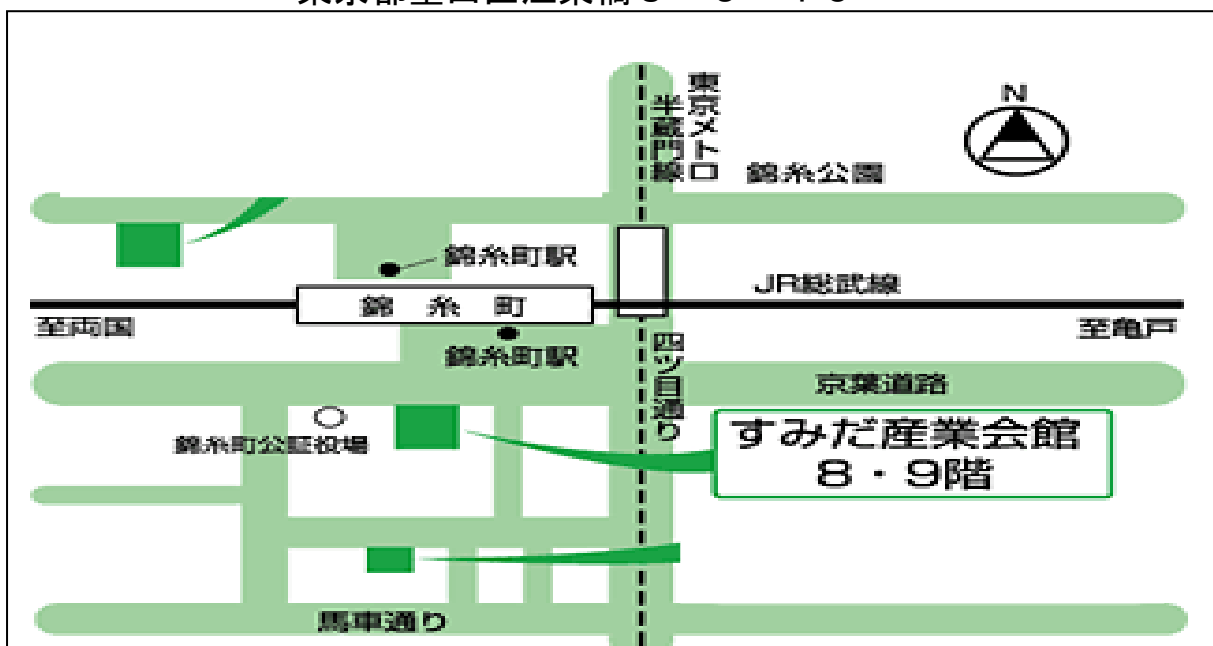 東京メトロ
半蔵門線
N
錦糸公園
錦糸町駅
JR総武線
錦糸町
至両国
至亀戸
錦糸町駅
四ツ目通り
京葉道路
錦糸町公証役場
すみだ産業会館
8・9階
馬車通り